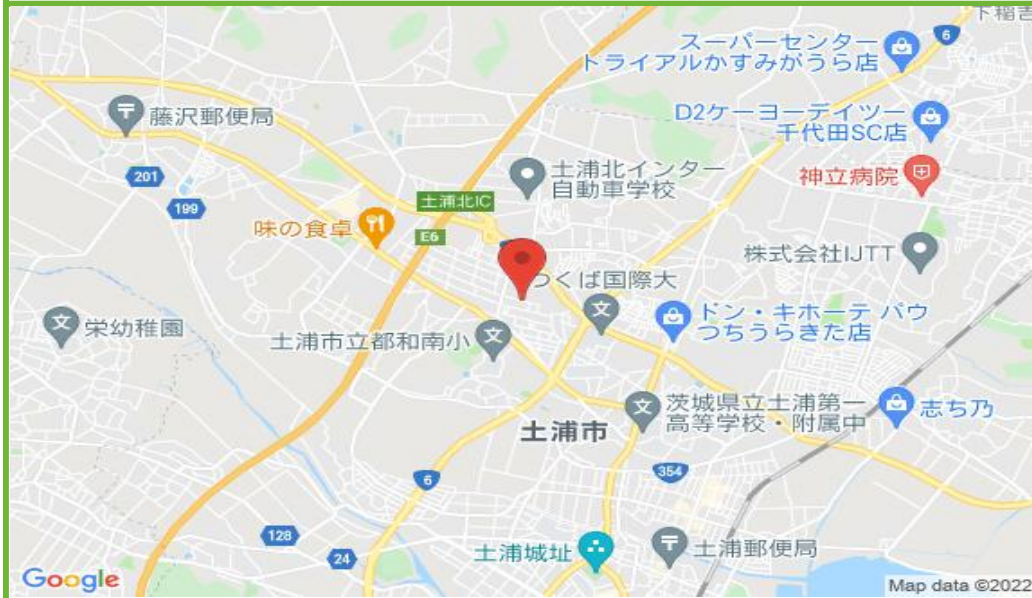 下稲吉
6
スーパーセンター
トライアルかすみがうら店
D2ケーヨーデイツー
千代田SC店
藤沢郵便局
土浦北インター
自動車学校
神立病院
201
199
土浦北IC
味の食卓
E6
株式会社IJTT
つくば国際大
ドン・キホーテ パウ
つちうらきた店
栄幼稚園
土浦市立都和南小
茨城県立土浦第一
高等学校・附属中
志ち乃
土浦市
354
6
128
24
土浦城址
土浦郵便局
Google
Map data ©2022